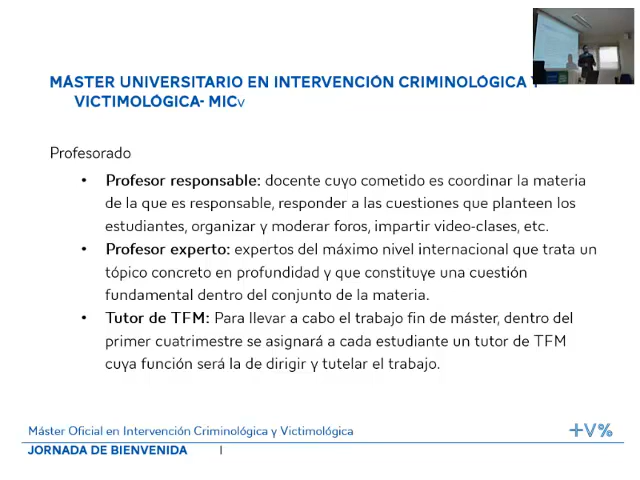 MÁSTER UNIVERSITARIO EN INTERVENCIÓN CRIMINOLÓGICA Y
VICTIMOLÓGICA- MICV
Profesorado
• Profesor responsable: docente cuyo cometido es coordinar la materia
de la que es responsable, responder a las cuestiones que planteen los
estudiantes, organizar y moderar foros, impartir video-clases, etc.
• Profesor experto: expertos del máximo nivel internacional que trata un
tópico concreto en profundidad y que constituye una cuestión
fundamental dentro del conjunto de la materia.
• Tutor de TFM: Para llevar a cabo el trabajo fin de máster, dentro del
primer cuatrimestre se asignará a cada estudiante un tutor de TFM
cuya función será la de dirigir y tutelar el trabajo.
Máster Oficial en Intervención Criminológica y Victimológica
+V%
JORNADA DE BIENVENIDA |